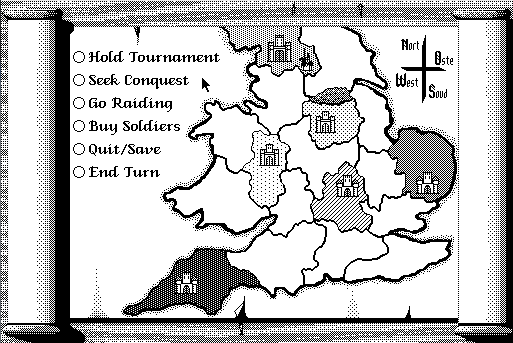 Hold Tournament
Seek Conquest
Go Raiding
Buy Soldiers
Quit/Save
End Turn
Nort
Oste
West
Soud